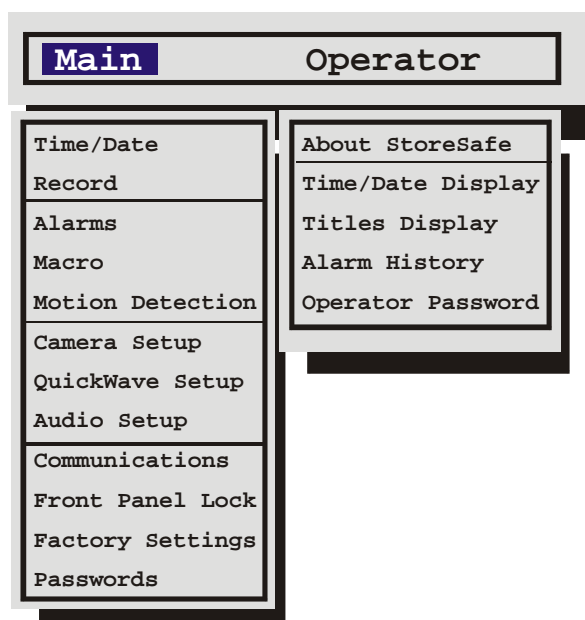 Main Operator
Time/Date
Record
Alarms
Macro
Motion Detection
Camera Setup
QuickWave Setup
Audio Setup
Communications
Front Panel Lock
Factory Settings
Passwords
About StoreSafe
Time/Date Display
Titles Display
Alarm History
Operator Password